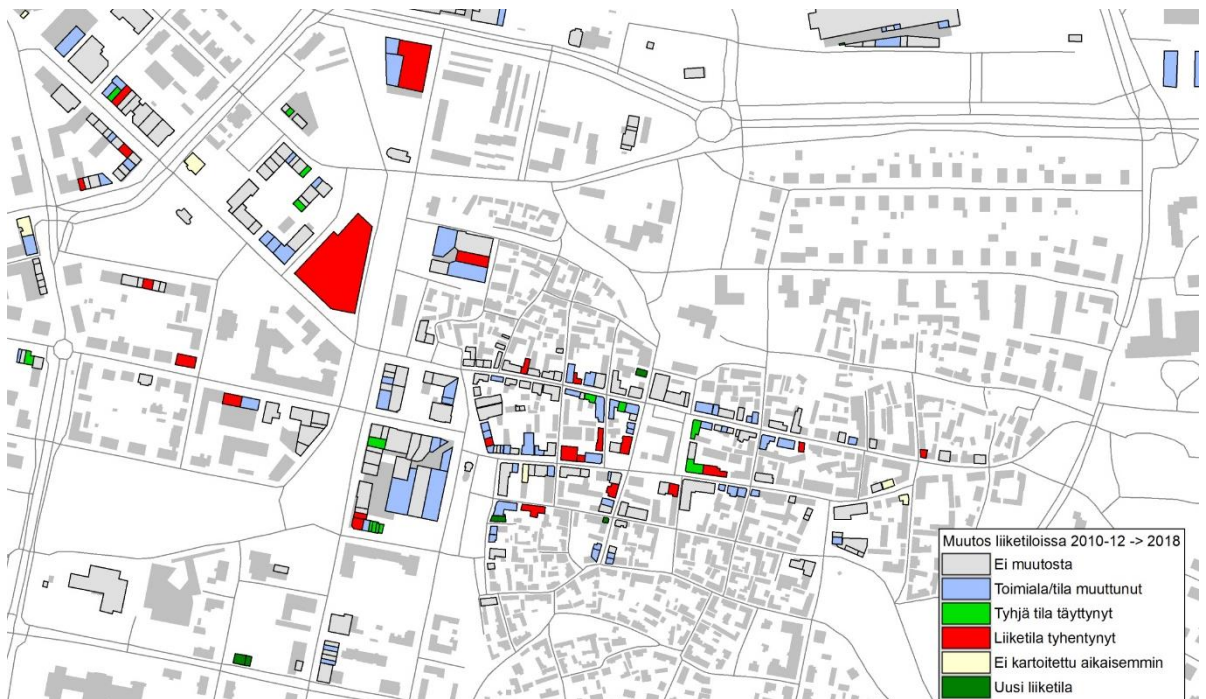 Muutos liiketiloissa 2010-12 -> 2018
Ei muutosta
Toimiala/tila muuttunut
Tyhjä tila täyttynyt
Liiketila tyhentynyt
Ei kartoitettu aikaisemmin
Uusi liiketila